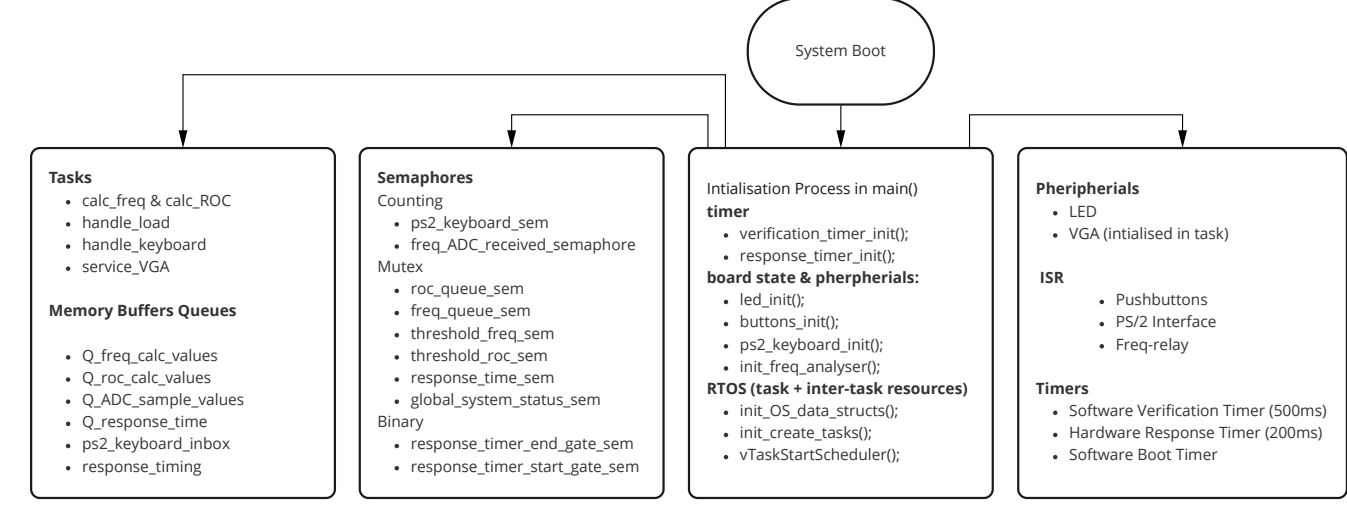 System Boot
Tasks
calc_freq & calc_ROC
handle_load
handle_keyboard
service_VGA
Memory Buffers Queues
Q_freq_calc_values
Q_roc_calc_values
Q_ADC_sample_values
Q_response_time
ps2_keyboard_inbox
response_timing
Semaphores
Counting
ps2_keyboard_sem
freq_ADC_received_semaphore
Mutex
roc_queue_sem
freq_queue_sem
threshold_freq_sem
threshold_roc_sem
response_time_sem
global_system_status_sem
Binary
response_timer_end_gate_sem
response_timer_start_gate_sem
Intialisation Process in main()
timer
verification_timer_init();
response_timer_init();
board state & pherpherials:
led_init();
buttons_init();
ps2_keyboard_init();
init_freq_analyser();
RTOS (task + inter-task resources)
init_OS_data_structs();
init_create_tasks();
vTaskStartScheduler();
Pheripherials
LED
VGA (intialised in task)
ISR
Pushbuttons
PS/2 Interface
Freq-relay
Timers
Software Verification Timer (500ms)
Hardware Response Timer (200ms)
Software Boot Timer